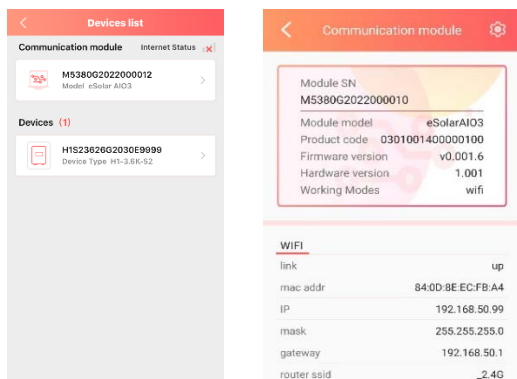 Devices list
Communication module Internet Status
M5380G2022000012
Model eSolar AIO3
Devices (1)
H1S23626G2030E9999
Device Type H1-3.6K-S2
Communication module
Module SN
M5380G2022000010
Module model eSolarAIO3
Product code 0301001400000100
Firmware version v0.001.6
Hardware version 1.001
Working Modes wifi
WIFI
link up
mac addr 84:0D:8E:EC:FB:A4
IP 192.168.50.99
mask 255.255.255.0
gateway 192.168.50.1
router ssid _2.4G